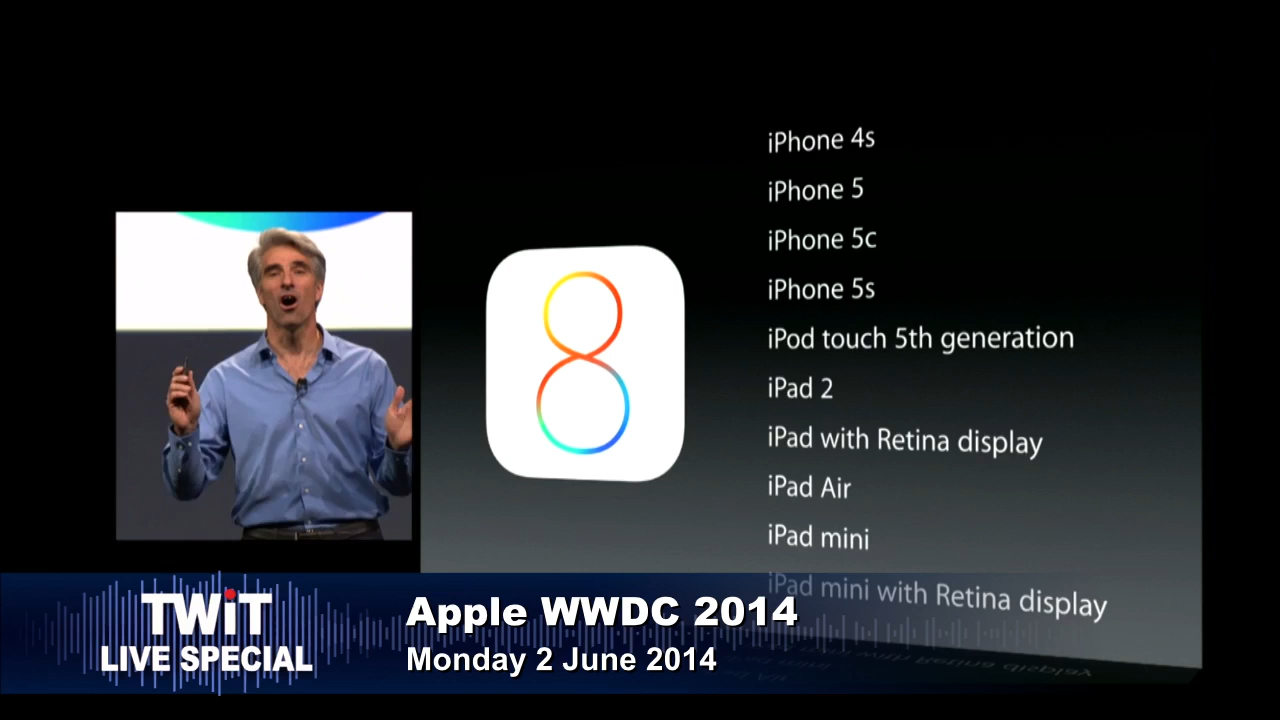 iPhone 4s
iPhone 5
iPhone 5c
iPhone 5s
iPod touch 5th generation
iPad 2
iPad with Retina display
iPad Air
iPad mini
iPad mini with Retina display
8
TWiT
LIVE SPECIAL
Apple WWDC 2014
Monday 2 June 2014